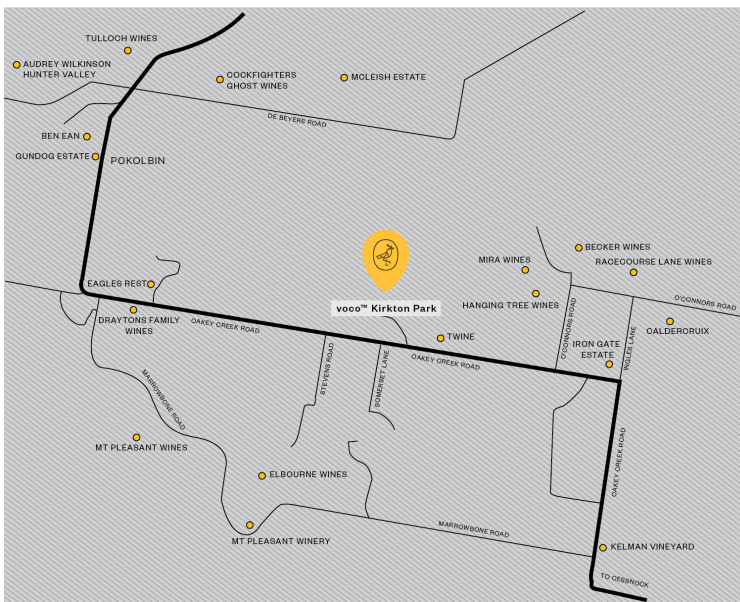 TULLOCH WINES
AUDREY WILKINSON
HUNTER VALLEY
COCKFIGHTERS
GHOST WINES
MCLEISH ESTATE
DE BEYERS ROAD
BEN EAN
GUNDOG ESTATE
POKOLBIN
BECKER WINES
MIRA WINES
RACECOURSE LANE WINES
EAGLES REST
HANGING TREE WINES
O'CONNORS ROAD
voco™ Kirkton Park
DRAYTONS FAMILY
WINES
OAKEY CREEK ROAD
O'CONNORS ROAD
CALDERCRUIX
TWINE
IRON GATE
ESTATE
INGLES LANE
OAKEY CREEK ROAD
STEVENS ROAD
SOMERSET LANE
MARROWBONE ROAD
MT PLEASANT WINES
OAKEY CREEK ROAD
ELBOURNE WINES
MARROWBONE ROAD
MT PLEASANT WINERY
KELMAN VINEYARD
TO CESSNOCK